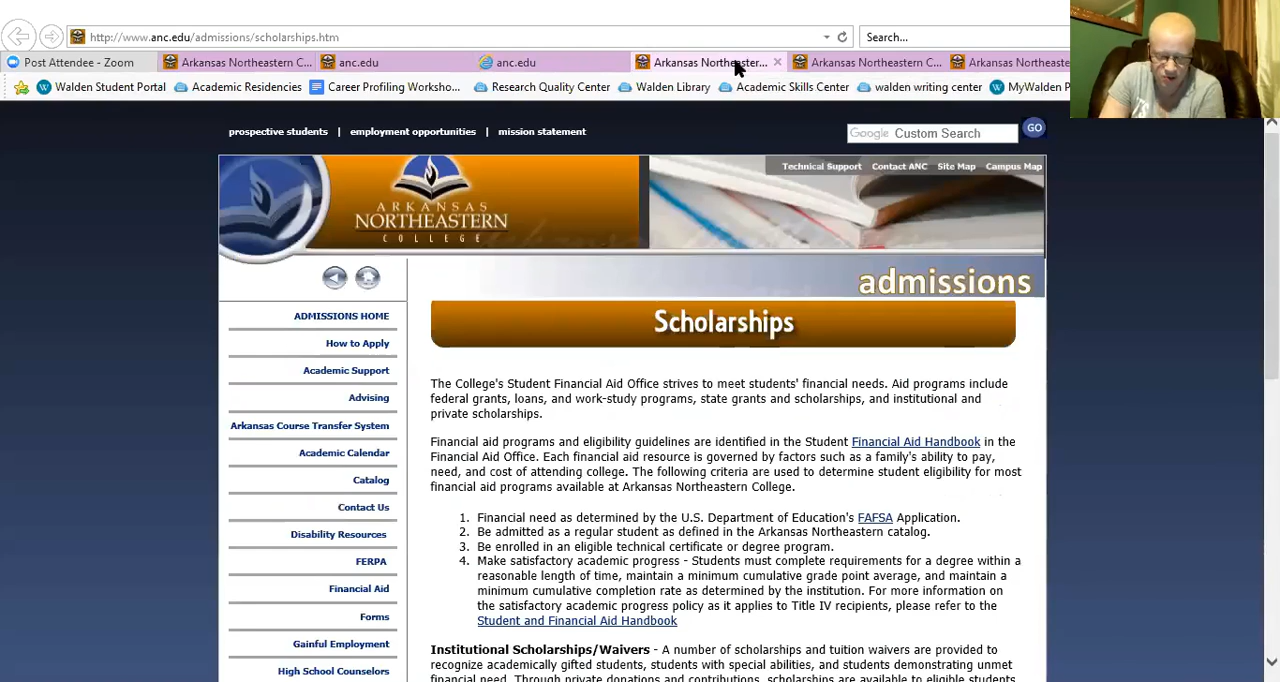 http://www.anc.edu/admissions/scholarships.htm
Search...
Post Attendee - Zoom
Arkansas Northeastern C...
anc.edu
anc.edu
Arkansas Northeaster...
Arkansas Northeastern C...
Arkansas Northeas
Walden Student Portal
Academic Residencies
Career Profiling Worksho...
Research Quality Center
Walden Library
Academic Skills Center
walden writing center
MyWalden P
prospective students | employment opportunities | mission statement
Google Custom Search
GO
Technical Support Contact ANC Site Map Campus Map
ARKANSAS
NORTHEASTERN
COLLEGE
admissions
ADMISSIONS HOME
How to Apply
Academic Support
Advising
Arkansas Course Transfer System
Academic Calendar
Catalog
Contact Us
Disability Resources
FERPA
Financial Aid
Forms
Gainful Employment
High School Counselors
Scholarships
The College's Student Financial Aid Office strives to meet students' financial needs. Aid programs include
federal grants, loans, and work-study programs, state grants and scholarships, and institutional and
private scholarships.
Financial aid programs and eligibility guidelines are identified in the Student Financial Aid Handbook in the
Financial Aid Office. Each financial aid resource is governed by factors such as a family's ability to pay,
need, and cost of attending college. The following criteria are used to determine student eligibility for most
financial aid programs available at Arkansas Northeastern College.
1. Financial need as determined by the U.S. Department of Education's FAFSA Application.
2. Be admitted as a regular student as defined in the Arkansas Northeastern catalog.
3. Be enrolled in an eligible technical certificate or degree program.
4. Make satisfactory academic progress - Students must complete requirements for a degree within a
reasonable length of time, maintain a minimum cumulative grade point average, and maintain a
minimum cumulative completion rate as determined by the institution. For more information on
the satisfactory academic progress policy as it applies to Title IV recipients, please refer to the
Student and Financial Aid Handbook
Institutional Scholarships/Waivers - A number of scholarships and tuition waivers are provided to
recognize academically gifted students, students with special abilities, and students demonstrating unmet
financial need. Through private donations and contributions, scholarships are available to eligible students